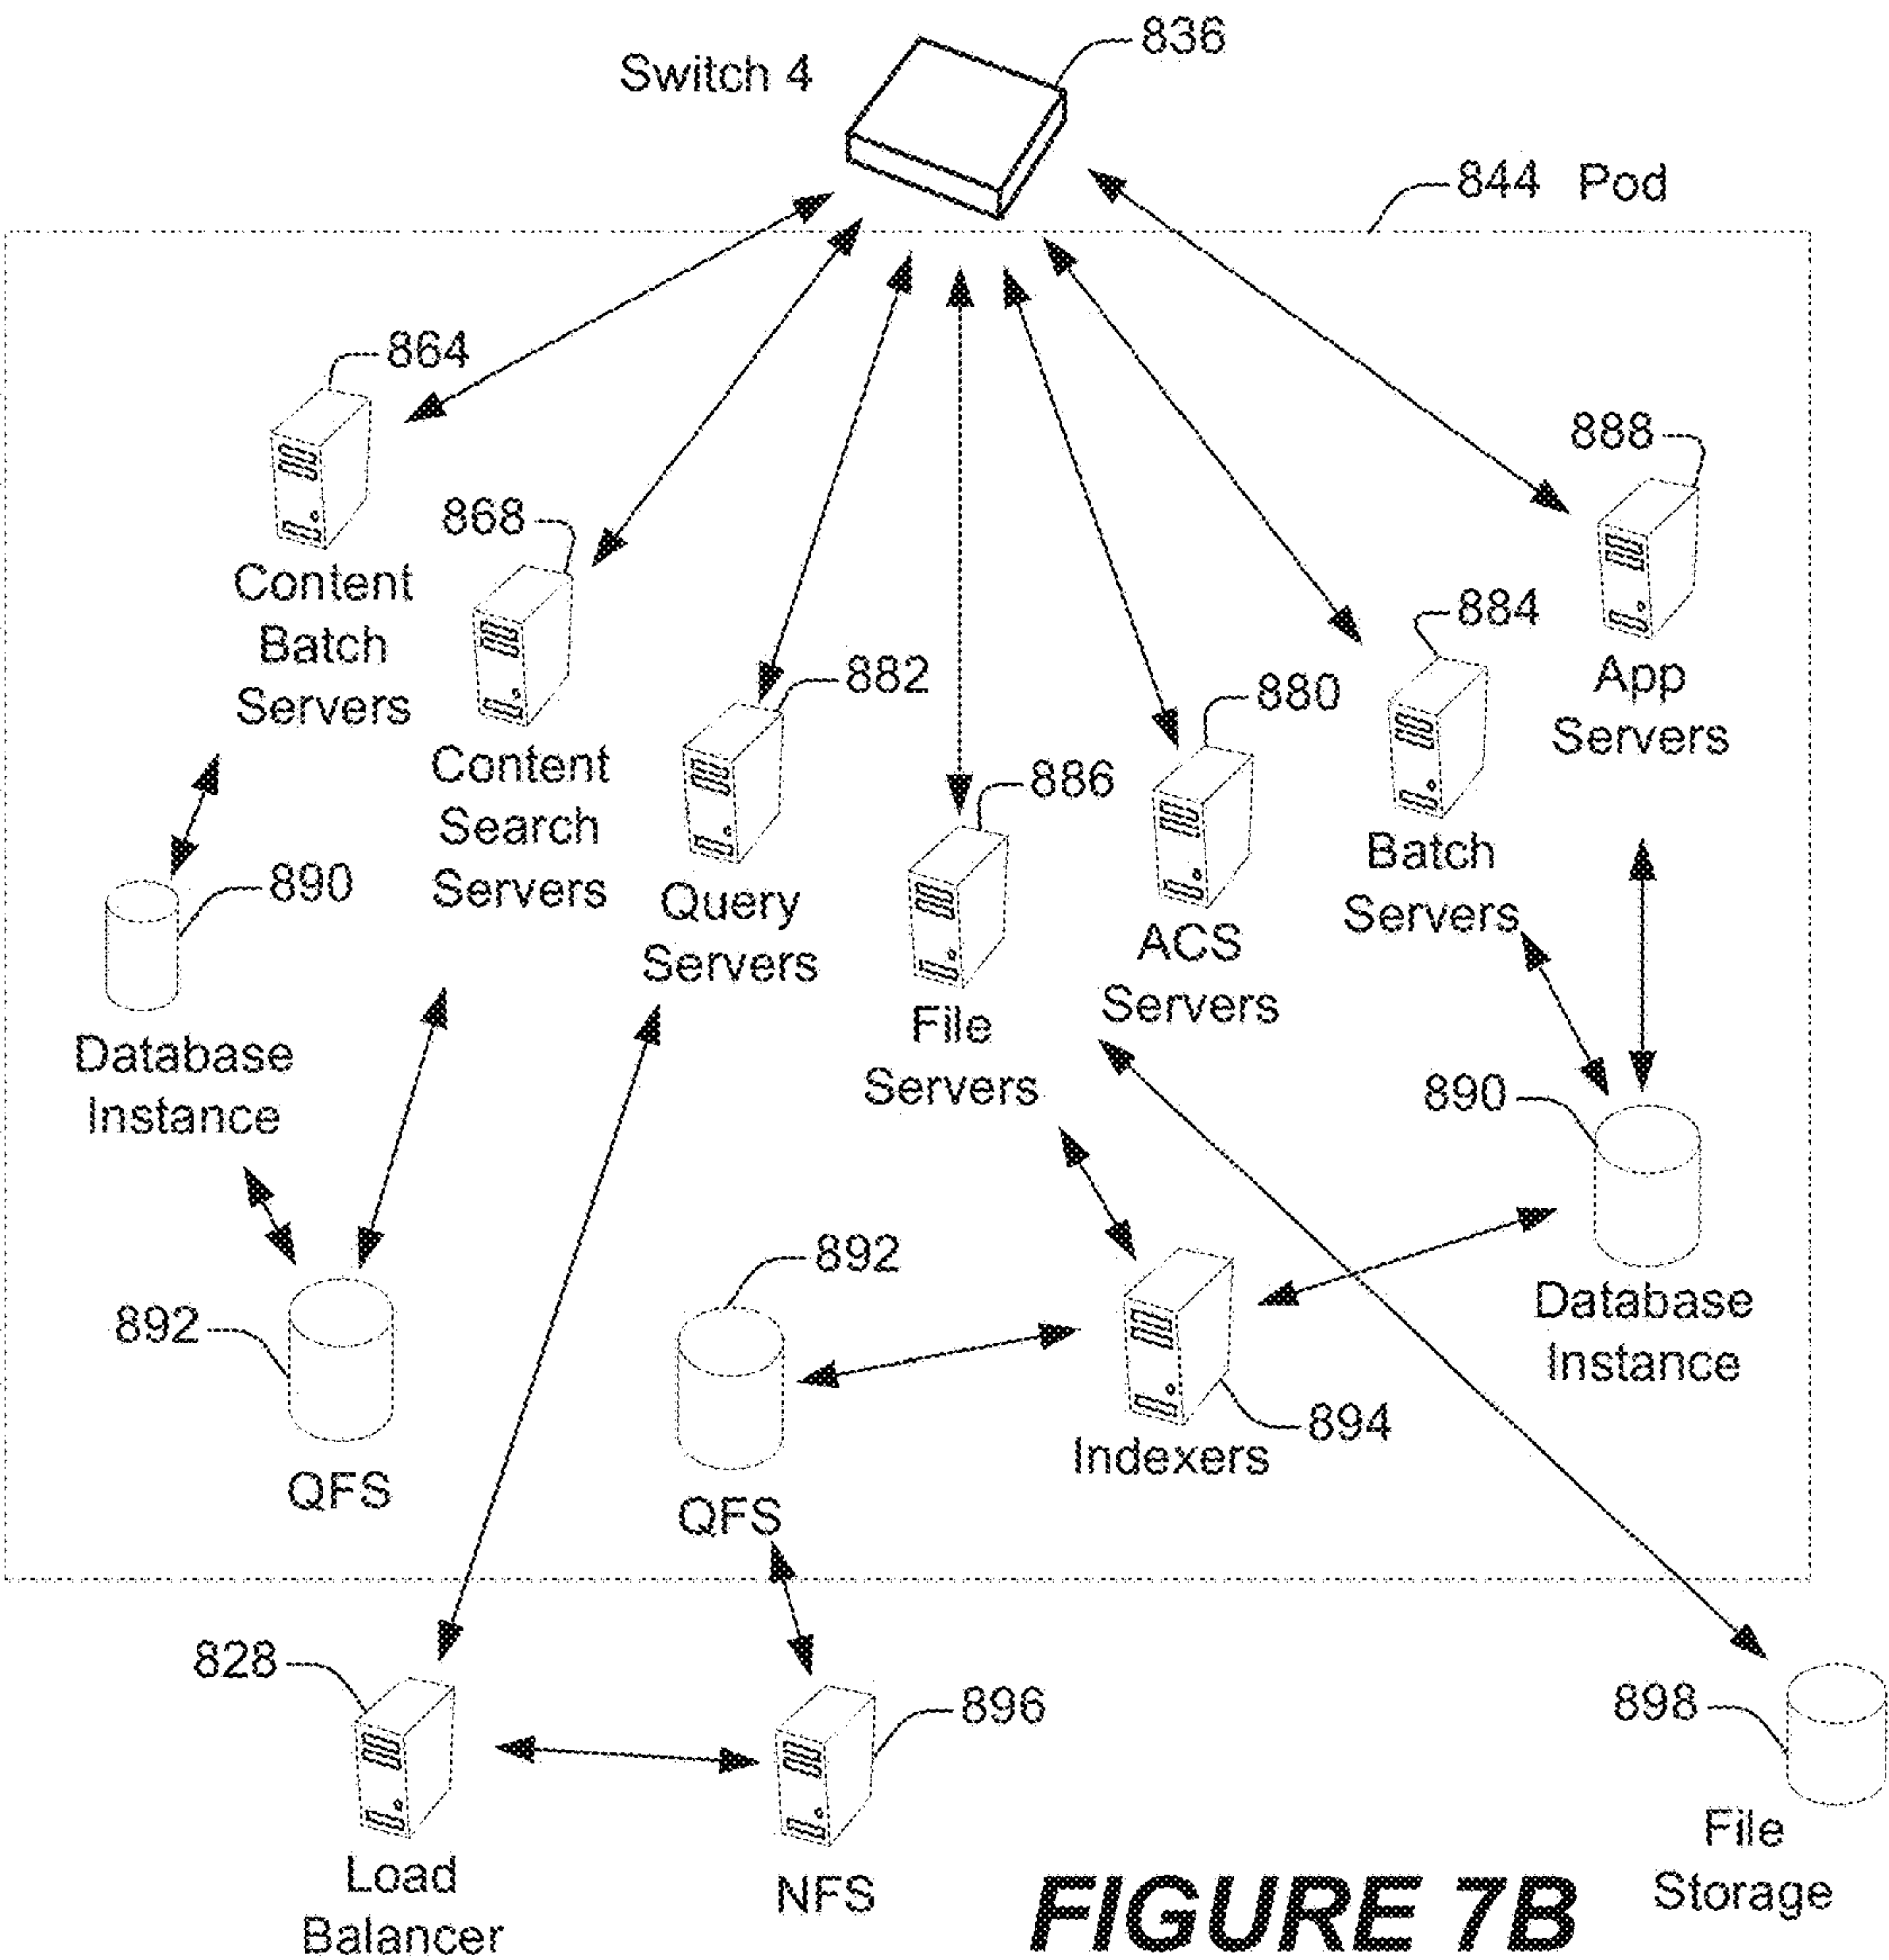 836
Switch 4
844 Pod
864
888
868
Content
Batch
Servers
884
882
880
App
Servers
Content
Search
Servers
886
Batch
Servers
890
Query
Servers
ACS
Servers
File
Servers
Database
Instance
890
892
892
Database
Instance
894
Indexers
QFS
QFS
828
896
898
File
Storage
Load
Balancer
NFS
FIGURE 7B